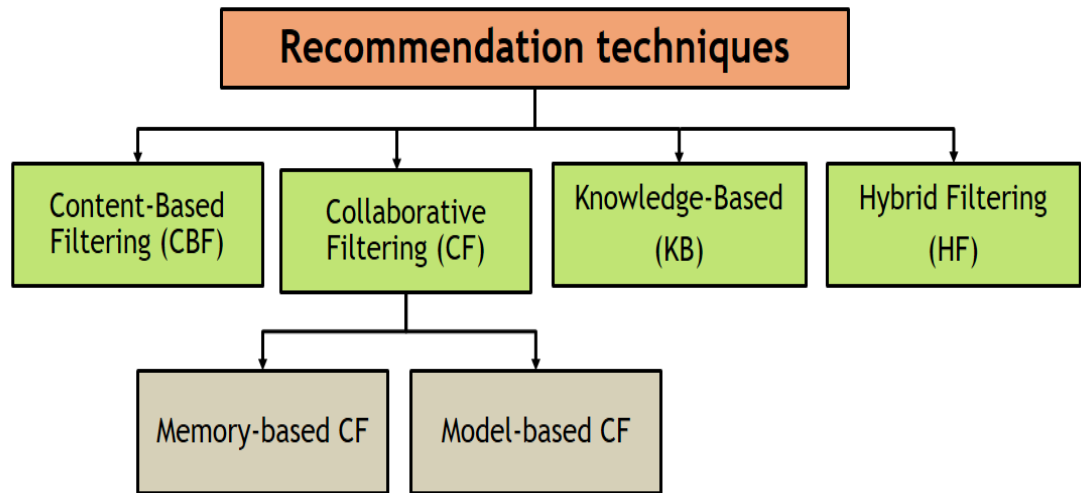 Recommendation techniques
Content-Based
Filtering (CBF)
Collaborative
Filtering (CF)
Knowledge-Based
(KB)
Hybrid Filtering
(HF)
Memory-based CF
Model-based CF